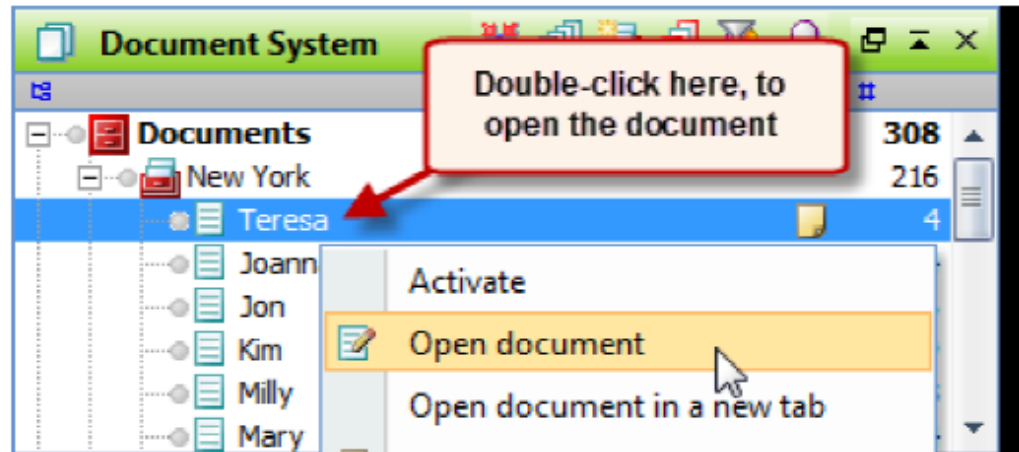 Document System
Double-click here, to
open the document
Documents 308
New York 216
Teresa 4
Joann
Activate
Jon
Open document
Kim
Milly
Open document in a new tab
Mary